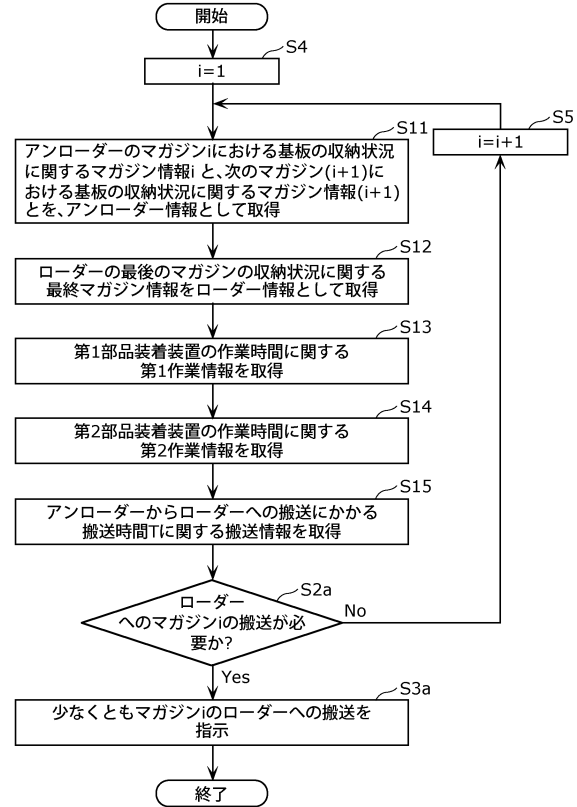 開始
S4
i=1
S5
i=i+1
S11
アンローダーのマガジンiにおける基板の収納状況
に関するマガジン情報i と、次のマガジン(i+1)に
おける基板の収納状況に関するマガジン情報(i+1)
とを、アンローダー情報として取得
S12
ローダーの最後のマガジンの収納状況に関する
最終マガジン情報をローダー情報として取得
S13
第1部品装着装置の作業時間に関する
第1作業情報を取得
S14
第2部品装着装置の作業時間に関する
第2作業情報を取得
S15
アンローダーからローダーへの搬送にかかる
搬送時間Tに関する搬送情報を取得
S2a
ローダー
へのマガジンiの搬送が必
要か?
No
Yes
S3a
少なくともマガジンiのローダーへの搬送を
指示
終了